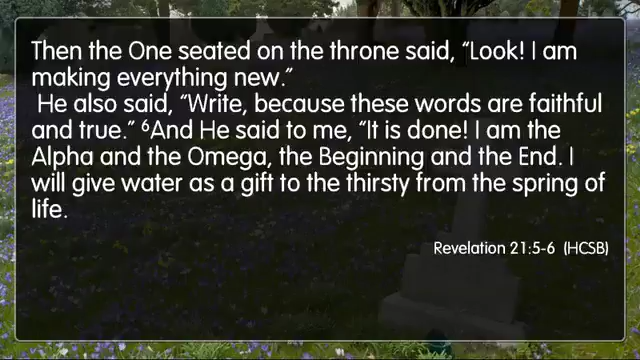 Then the One seated on the throne said, “Look! I am
making everything new.”
He also said, “Write, because these words are faithful
and true.” ⁶And He said to me, “It is done! I am the
Alpha and the Omega, the Beginning and the End. I
will give water as a gift to the thirsty from the spring of
life.
Revelation 21:5-6 (HCSB)